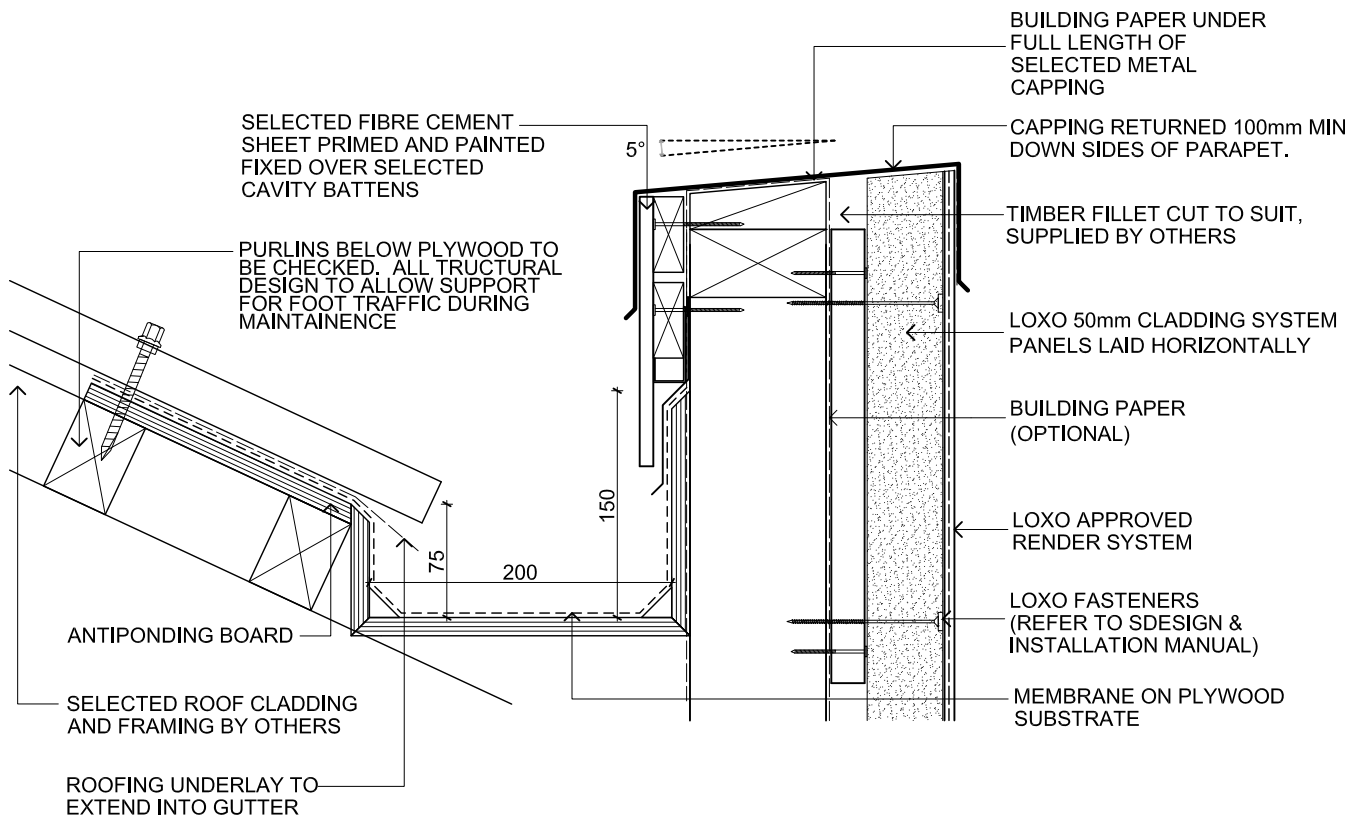 BUILDING PAPER UNDER
FULL LENGTH OF
SELECTED METAL
CAPPING
SELECTED FIBRE CEMENT
SHEET PRIMED AND PAINTED
FIXED OVER SELECTED
CAVITY BATTENS
5°
CAPPING RETURNED 100mm MIN
DOWN SIDES OF PARAPET.
TIMBER FILLET CUT TO SUIT,
SUPPLIED BY OTHERS
PURLINS BELOW PLYWOOD TO
BE CHECKED. ALL TRUCTURAL
DESIGN TO ALLOW SUPPORT
FOR FOOT TRAFFIC DURING
MAINTAINENCE
LOXO 50mm CLADDING SYSTEM
PANELS LAID HORIZONTALLY
BUILDING PAPER
(OPTIONAL)
150
75
200
LOXO APPROVED
RENDER SYSTEM
LOXO FASTENERS
(REFER TO SDESIGN &
INSTALLATION MANUAL)
ANTIPONDING BOARD
MEMBRANE ON PLYWOOD
SUBSTRATE
SELECTED ROOF CLADDING
AND FRAMING BY OTHERS
ROOFING UNDERLAY TO
EXTEND INTO GUTTER